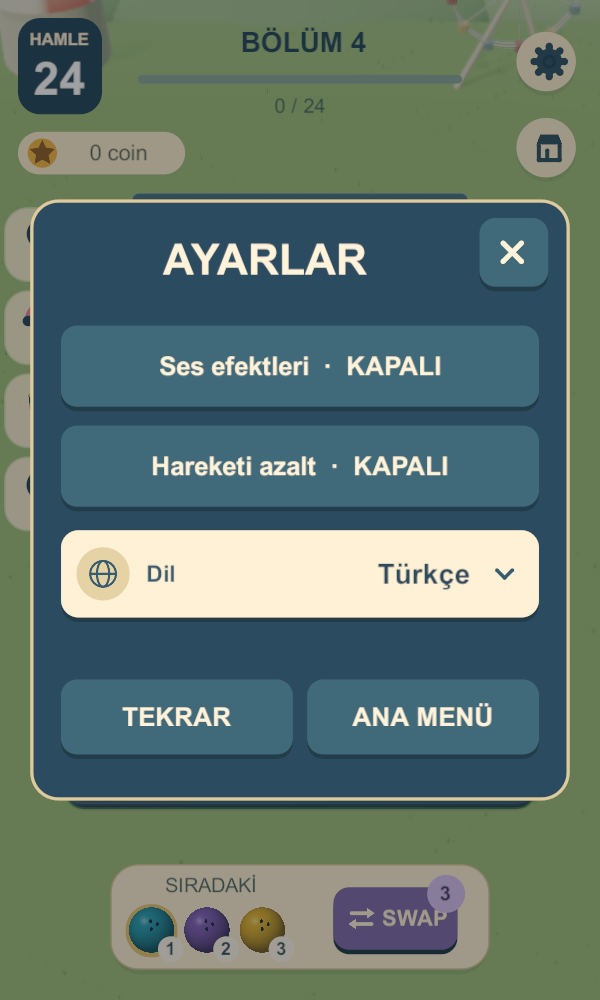 HAMLE
24
BÖLÜM 4
0 / 24
0 coin
AYARLAR
Ses efektleri · KAPALI
Hareketi azalt · KAPALI
Dil
Türkçe
TEKRAR
ANA MENÜ
SIRADAKİ
1
2
3
SWAP
3